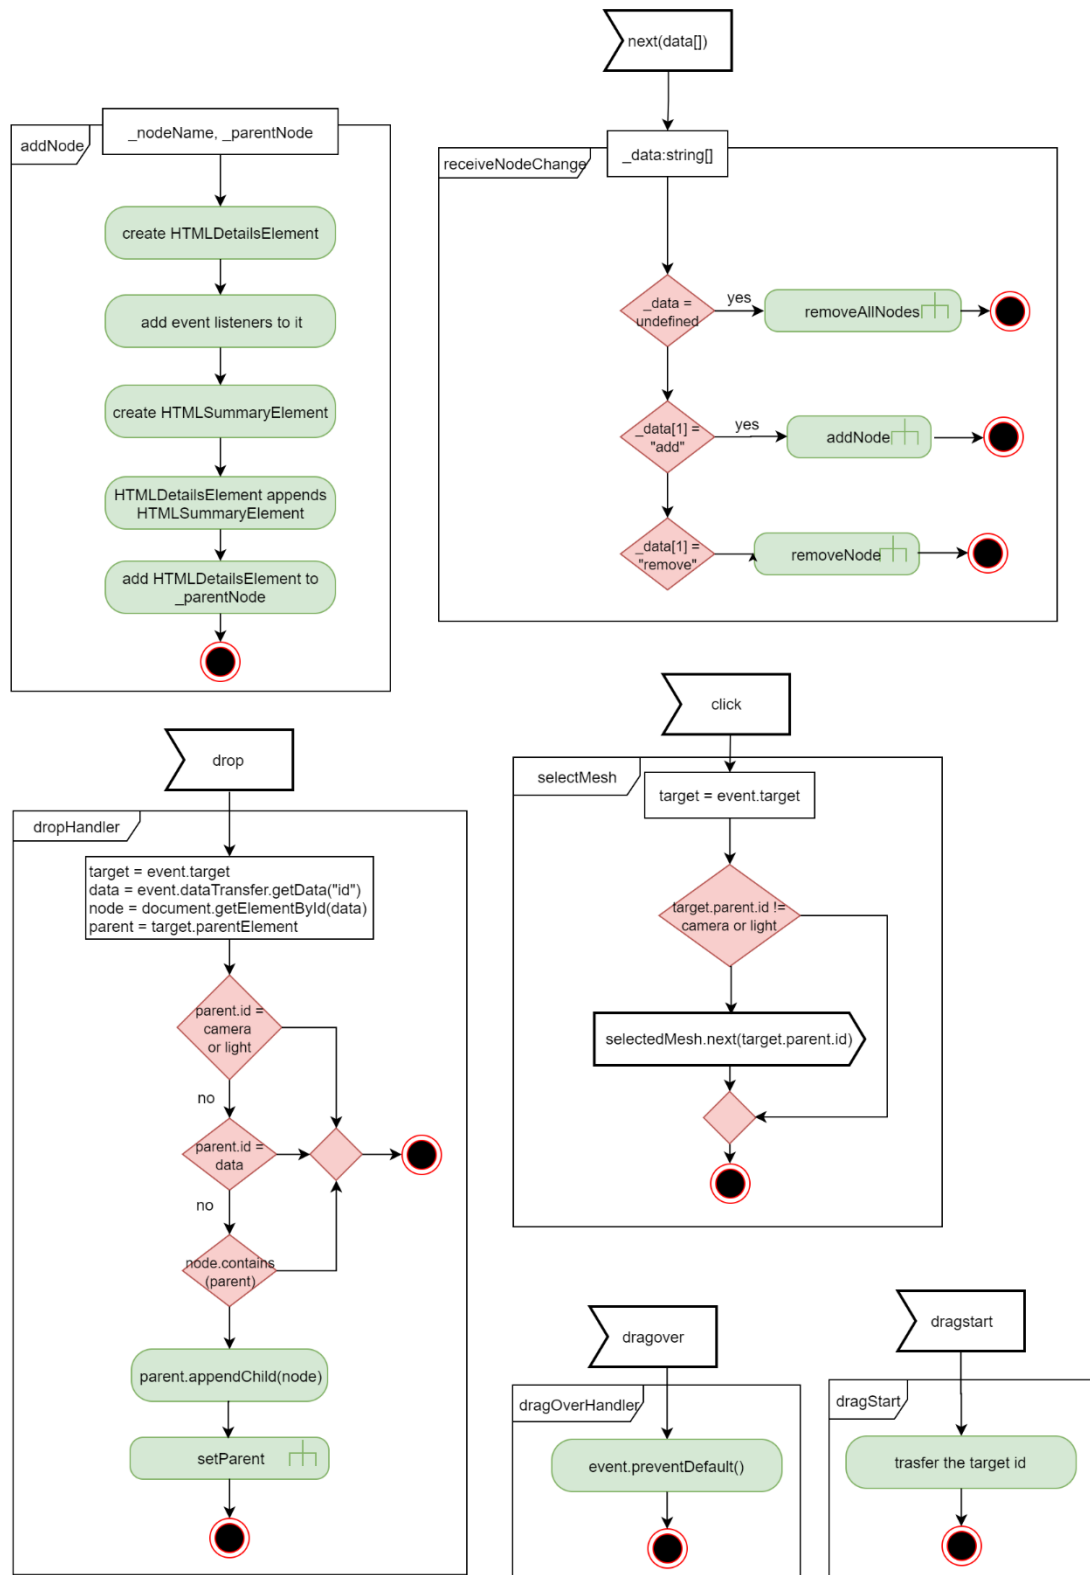 next(data[])
addNode
_nodeName, _parentNode
create HTMLDetailsElement
add event listeners to it
create HTMLSummaryElement
HTMLDetailsElement appends
HTMLSummaryElement
add HTMLDetailsElement to
_parentNode
receiveNodeChange
_data:string[]
_data =
undefined
yes
removeAllNodes
_data[1] =
"add"
yes
addNode
_data[1] =
"remove"
removeNode
drop
dropHandler
target = event.target
data = event.dataTransfer.getData("id")
node = document.getElementById(data)
parent = target.parentElement
parent.id =
camera
or light
no
parent.id =
data
no
node.contains
(parent)
parent.appendChild(node)
setParent
click
selectMesh
target = event.target
target.parent.id !=
camera or light
selectedMesh.next(target.parent.id)
dragover
dragOverHandler
event.preventDefault()
dragstart
dragStart
trasfer the target id